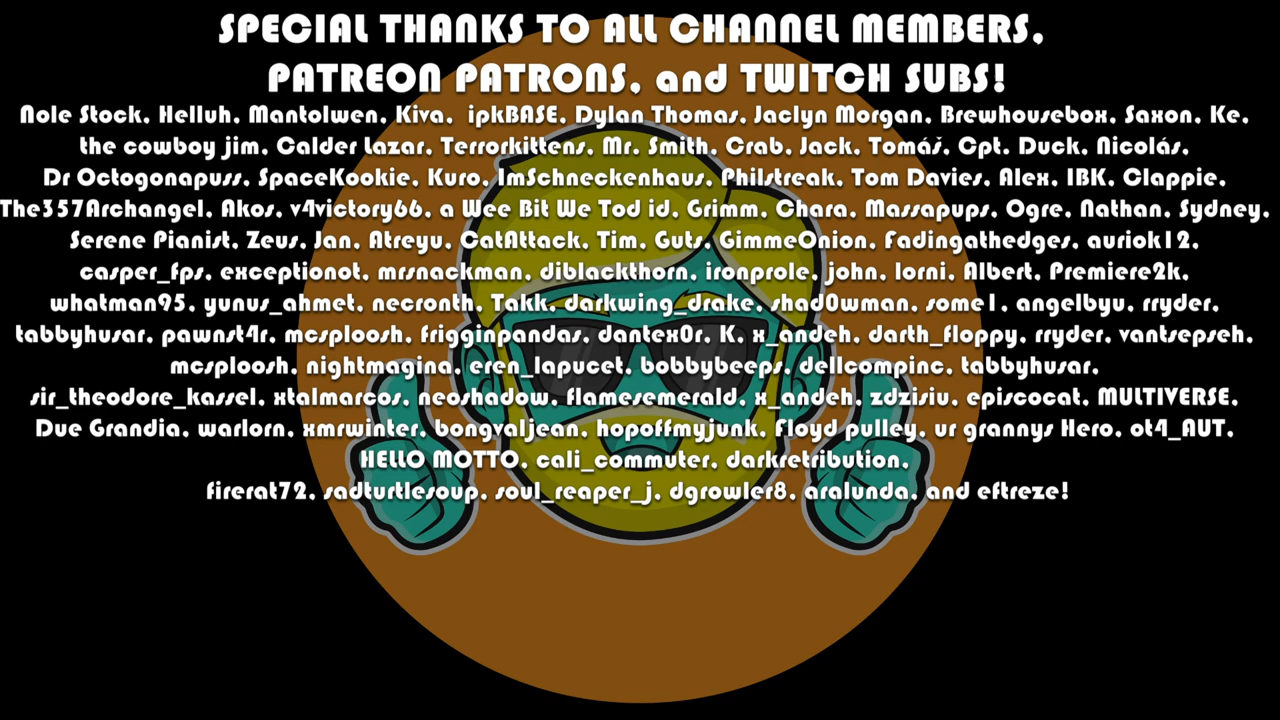 SPECIAL THANKS TO ALL CHANNEL MEMBERS,
PATREON PATRONS, and TWITCH SUBS!
Nole Stock, Helluh, Mantolwen, Kiva, ipkBASE, Dylan Thomas, Jaclyn Morgan, Brewhousebox, Saxon, Ke,
the cowboy jim, Calder Lazar, Terrorkittens, Mr. Smith, Crab, Jack, Tomáš, Cpt. Duck, Nicolás,
Dr Octogonapuss, SpaceKookie, Kuro, ImSchneckenhaus, Philstreak, Tom Davies, Alex, IBK, Clappie,
The357Archangel, Akos, v4victory66, a Wee Bit We Tod id, Grimm, Chara, Massapups, Ogre, Nathan, Sydney,
Serene Pianist, Zeus, Jan, Atreyu, CatAttack, Tim, Guts, GimmeOnion, Fadingathedges, auriok12,
casper_fps, exceptionot, mrsnackman, diblackthorn, ironprole, john, lorni, Albert, Premiere2k,
whatman95, yunus_ahmet, necronth, Takk, darkwing_drake, shad0wman, some1, angelbyu, rryder,
tabbyhusar, pawnst4r, mcsploosh, frigginpandas, dantex0r, K, x_andeh, darth_floppy, rryder, vantsepseh,
mcsploosh, nightmagina, eren_lapucet, bobbybeeps, dellcompinc, tabbyhusar,
sir_theodore_kassel, xtalmarcos, neoshadow, flamesemerald, x_andeh, zdzisiu, episcocat, MULTIVERSE,
Due Grandia, warlorn, xmrwinter, bongvaljean, hopoffmyjunk, Floyd pulley, ur grannys Hero, ot4_AUT,
HELLO MOTTO, cali_commuter, darkretribution,
firerat72, sadturtlesoup, soul_reaper_j, dgrowler8, aralunda, and eftreze!